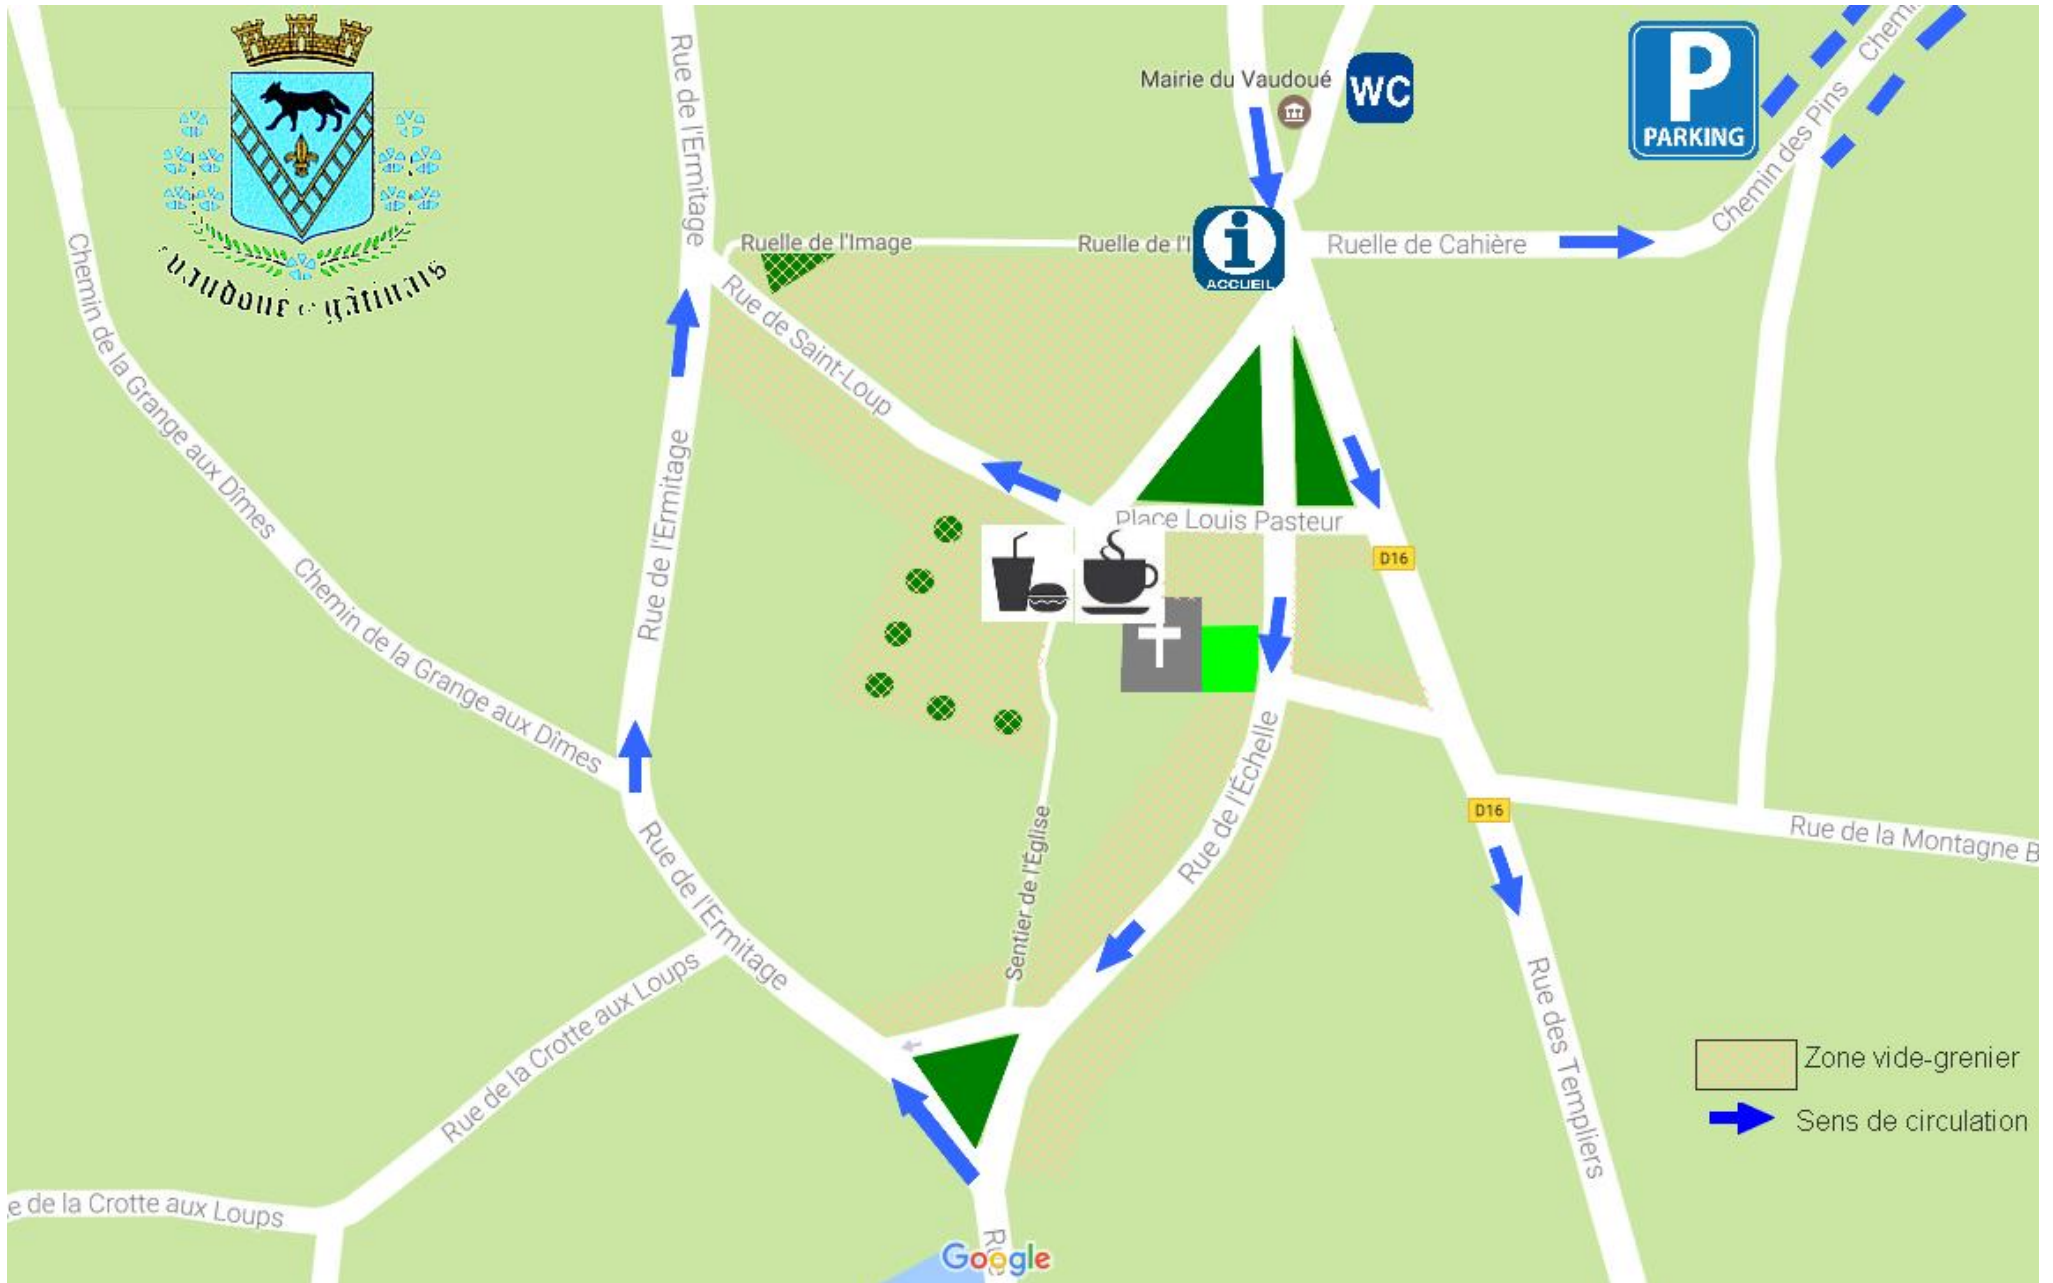 Rue de l'Ermitage
Mairie du Vaudoué
WC
P
PARKING
Chemin des Pins
vaudoué en gâtinais
Chemin de la Grange aux Dîmes
Ruelle de l'Image
Ruelle de l'I
i
ACCUEIL
Ruelle de Cahière
Rue de Saint-Loup
Rue de l'Ermitage
Place Louis Pasteur
D16
Chemin de la Grange aux Dîmes
Rue de l'Échelle
D16
Rue de la Montagne B
Sentier de l'Église
Rue de l'Ermitage
Rue de la Crotte aux Loups
Rue des Templiers
Zone vide-grenier
Sens de circulation
e de la Crotte aux Loups
Google